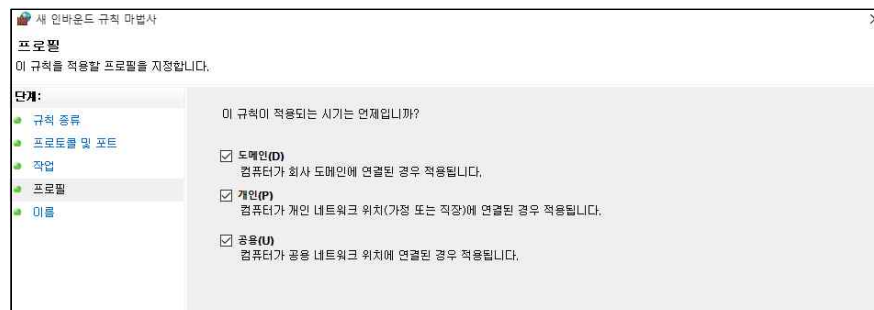 새 인바운드 규칙 마법사
프로필
이 규칙을 적용할 프로필을 지정합니다.
단계:
규칙 종류
프로토콜 및 포트
작업
프로필
이름
이 규칙이 적용되는 시기는 언제입니까?
도메인(D)
컴퓨터가 회사 도메인에 연결된 경우 적용됩니다.
개인(P)
컴퓨터가 개인 네트워크 위치(가정 또는 직장)에 연결된 경우 적용됩니다.
공용(U)
컴퓨터가 공용 네트워크 위치에 연결된 경우 적용됩니다.